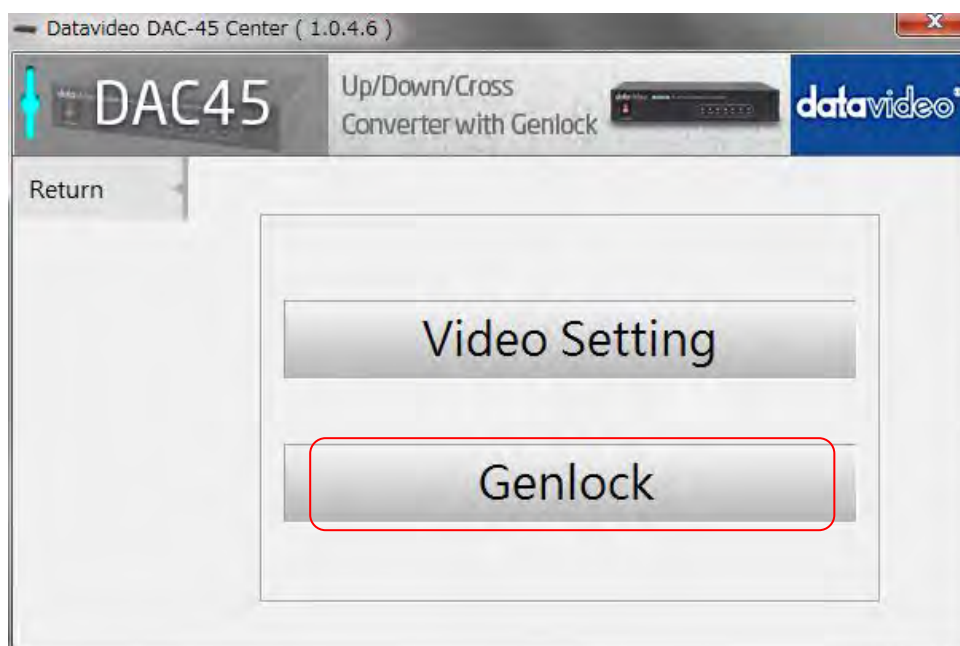 Datavideo DAC-45 Center ( 1.0.4.6 )
DAC45
Up/Down/Cross
Converter with Genlock
datavideo
Return
Video Setting
Genlock